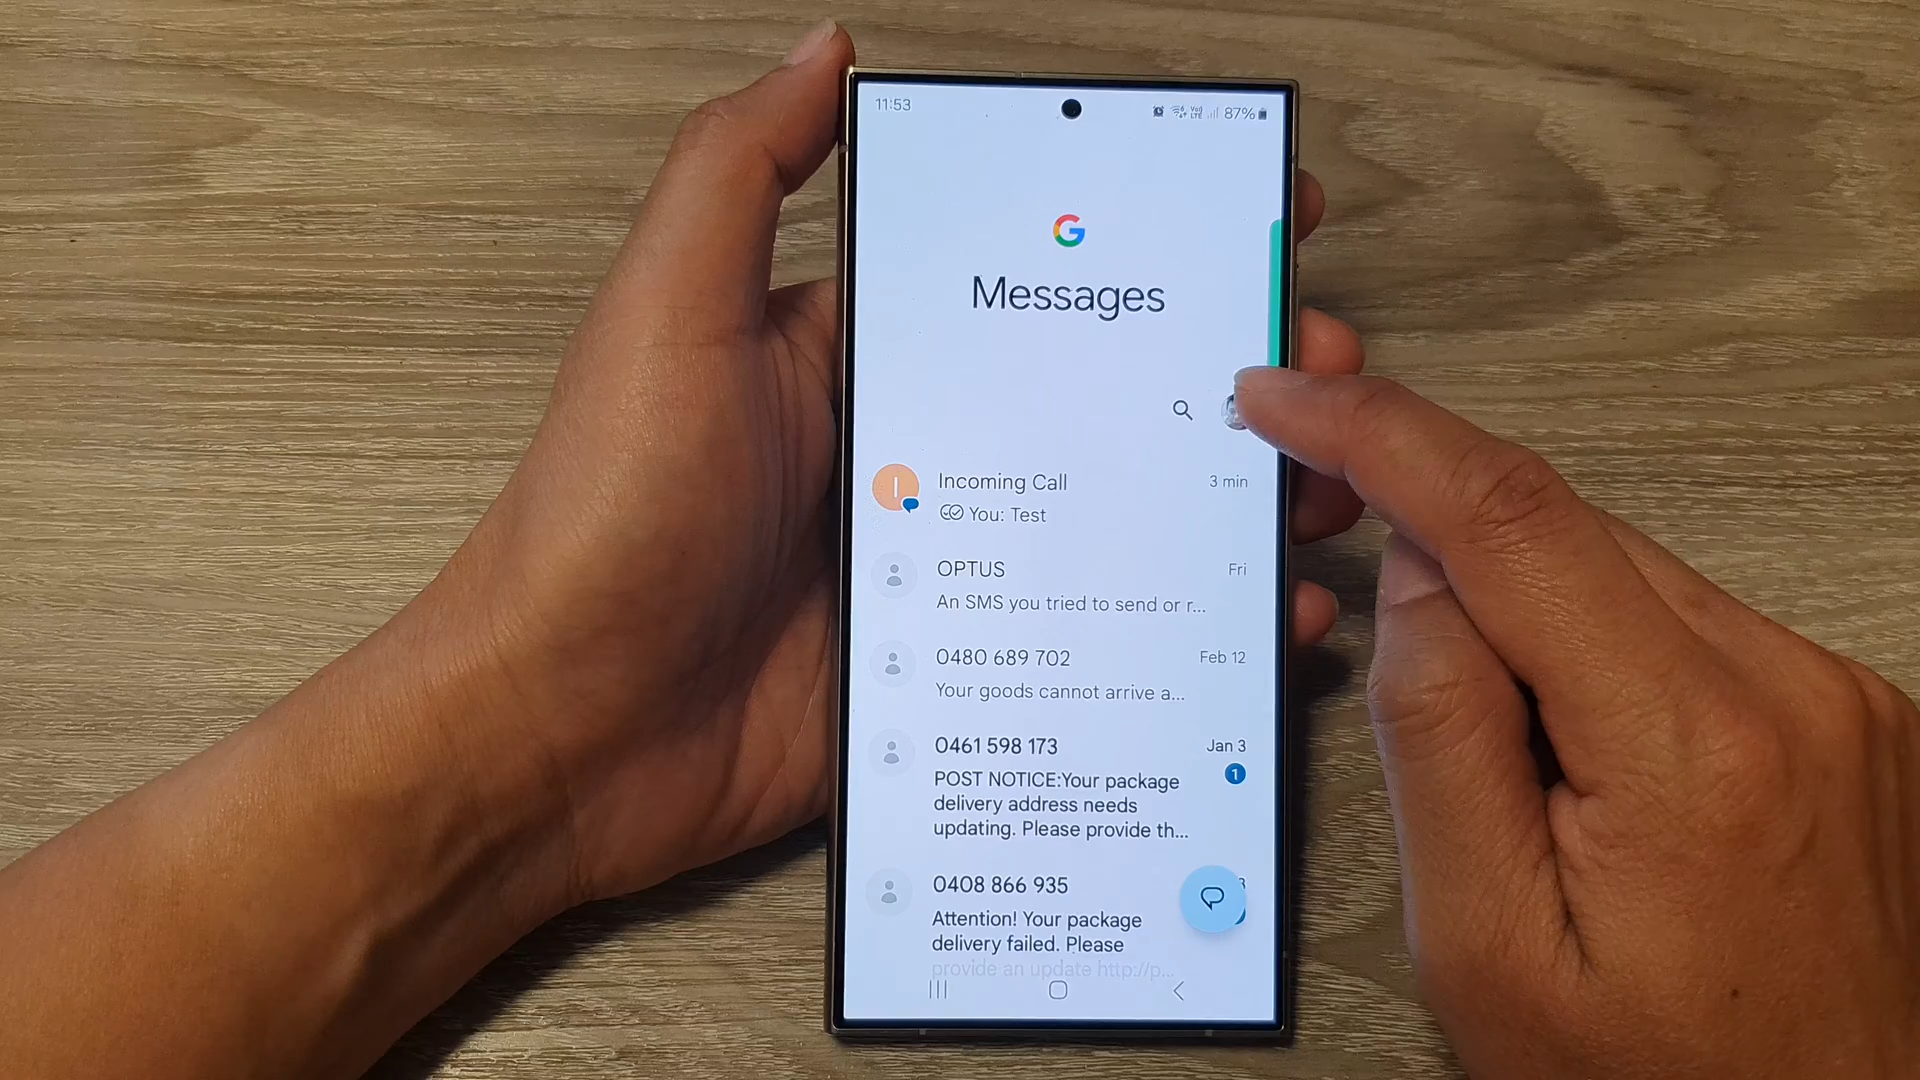 11:53
87%
G
Messages
I
Incoming Call
3 min
You: Test
OPTUS
Fri
An SMS you tried to send or r...
0480 689 702
Feb 12
Your goods cannot arrive a...
0461 598 173
Jan 3
1
POST NOTICE:Your package
delivery address needs
updating. Please provide th...
0408 866 935
3
Attention! Your package
delivery failed. Please
provide an update http://p...